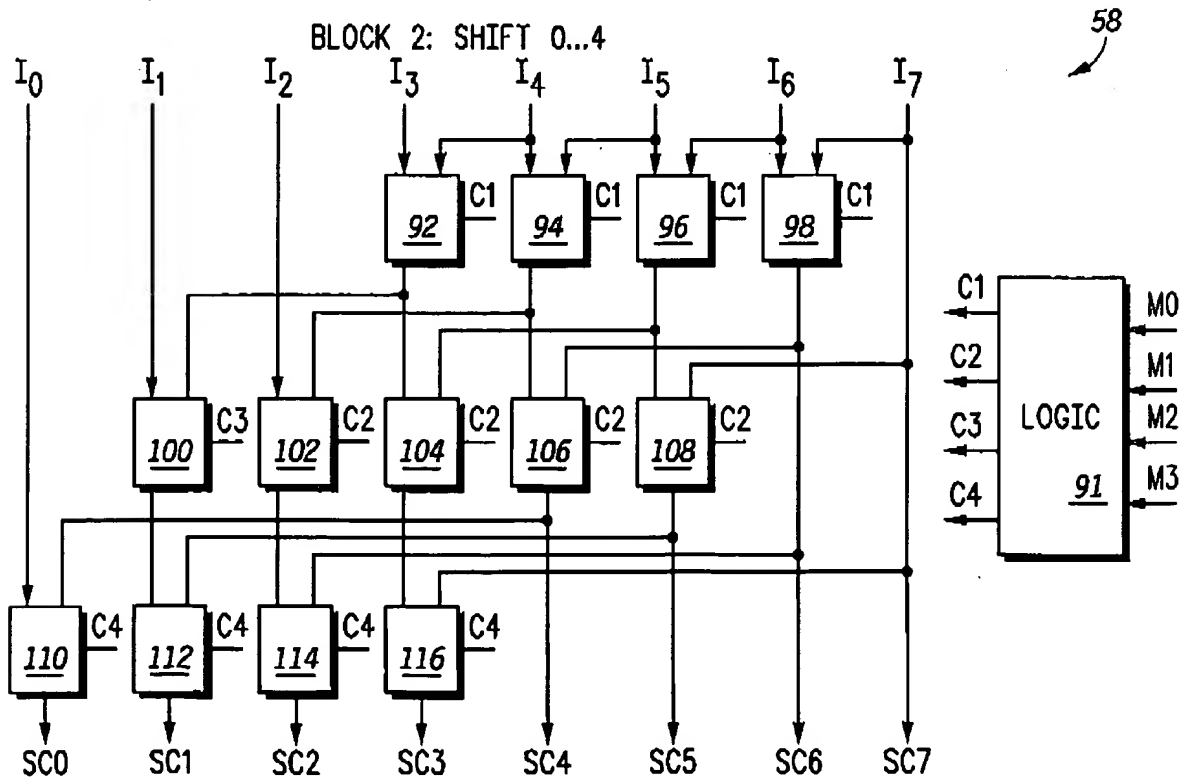 58
BLOCK 2: SHIFT 0...4
I0 I1 I2 I3 I4 I5 I6 I7
92 C1 94 C1 96 C1 98 C1
C1 M0
C2 M1
C3 LOGIC M2
C4 91 M3
100 C3 102 C2 104 C2 106 C2 108 C2
110 C4 112 C4 114 C4 116 C4
SC0 SC1 SC2 SC3 SC4 SC5 SC6 SC7